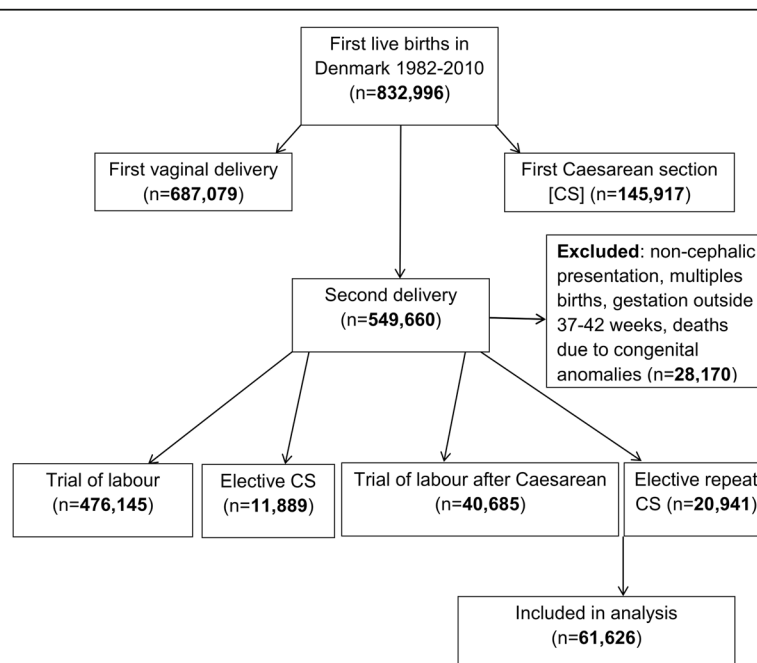 First live births in
Denmark 1982-2010
(n=832,996)
First vaginal delivery
(n=687,079)
First Caesarean section
[CS] (n=145,917)
Excluded: non-cephalic
presentation, multiples
births, gestation outside
37-42 weeks, deaths
due to congenital
anomalies (n=28,170)
Second delivery
(n=549,660)
Trial of labour
(n=476,145)
Elective CS
(n=11,889)
Trial of labour after Caesarean
(n=40,685)
Elective repeat
CS (n=20,941)
Included in analysis
(n=61,626)